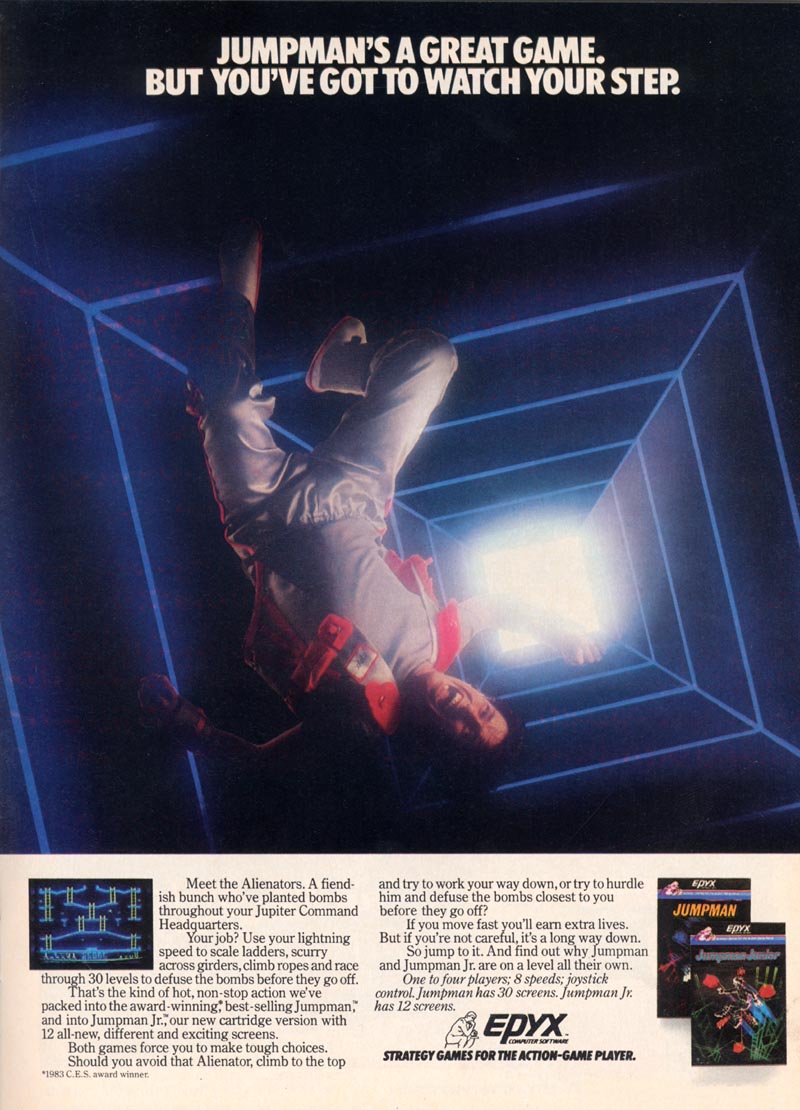 JUMPMAN'S A GREAT GAME.
BUT YOU'VE GOT TO WATCH YOUR STEP.
Meet the Alienators. A fiend-
ish bunch who've planted bombs
throughout your Jupiter Command
Headquarters.
Your job? Use your lightning
speed to scale ladders, scurry
across girders, climb ropes and race
through 30 levels to defuse the bombs before they go off.
That's the kind of hot, non-stop action we've
packed into the award-winning,* best-selling Jumpman,™
and into Jumpman Jr.,™ our new cartridge version with
12 all-new, different and exciting screens.
Both games force you to make tough choices.
Should you avoid that Alienator, climb to the top
*1983 C.E.S. award winner.
and try to work your way down, or try to hurdle
him and defuse the bombs closest to you
before they go off?
If you move fast you'll earn extra lives.
But if you're not careful, it's a long way down.
So jump to it. And find out why Jumpman
and Jumpman Jr. are on a level all their own.
One to four players; 8 speeds; joystick
control. Jumpman has 30 screens. Jumpman Jr.
has 12 screens.
EPYX™
COMPUTER SOFTWARE
STRATEGY GAMES FOR THE ACTION-GAME PLAYER.
EPYX
JUMPMAN
EPYX
Jumpman Junior